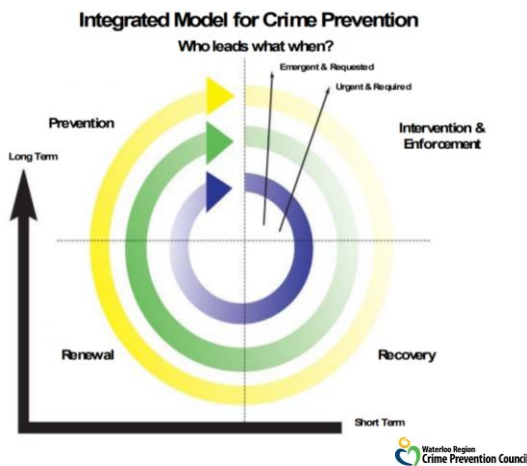 Integrated Model for Crime Prevention
Who leads what when?
Emergent & Requested
Urgent & Required
Prevention
Intervention &
Enforcement
Long Term
Renewal
Recovery
Short Term
Waterloo Region
Crime Prevention Council